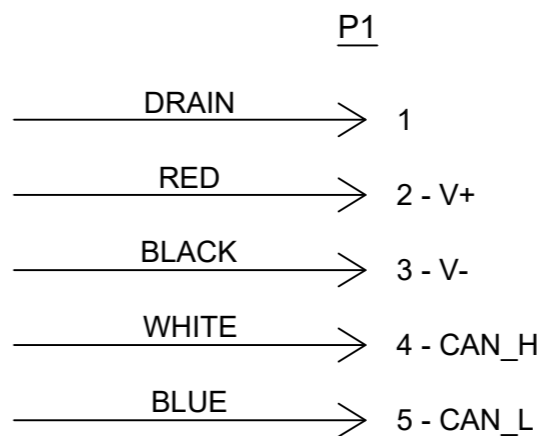 P1
DRAIN 1
RED 2 - V+
BLACK 3 - V-
WHITE 4 - CAN_H
BLUE 5 - CAN_L